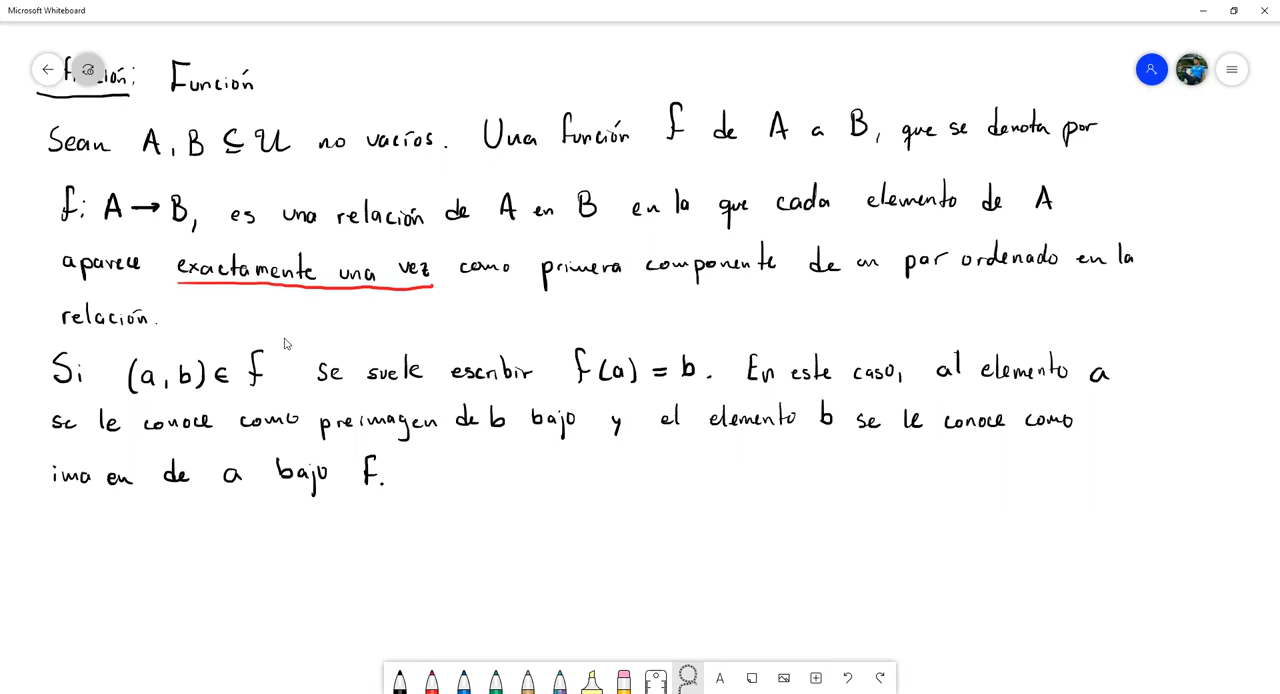 Microsoft Whiteboard
Función
Sean A, B ⊆ U no vacíos. Una función f de A a B, que se denota por
f: A → B, es una relación de A en B en la que cada elemento de A
aparece exactamente una vez como primera componente de un par ordenado en la
relación.
Si (a, b) ∈ f se suele escribir f(a) = b. En este caso, al elemento a
se le conoce como preimagen de b bajo y el elemento b se le conoce como
ima en de a bajo f.
A